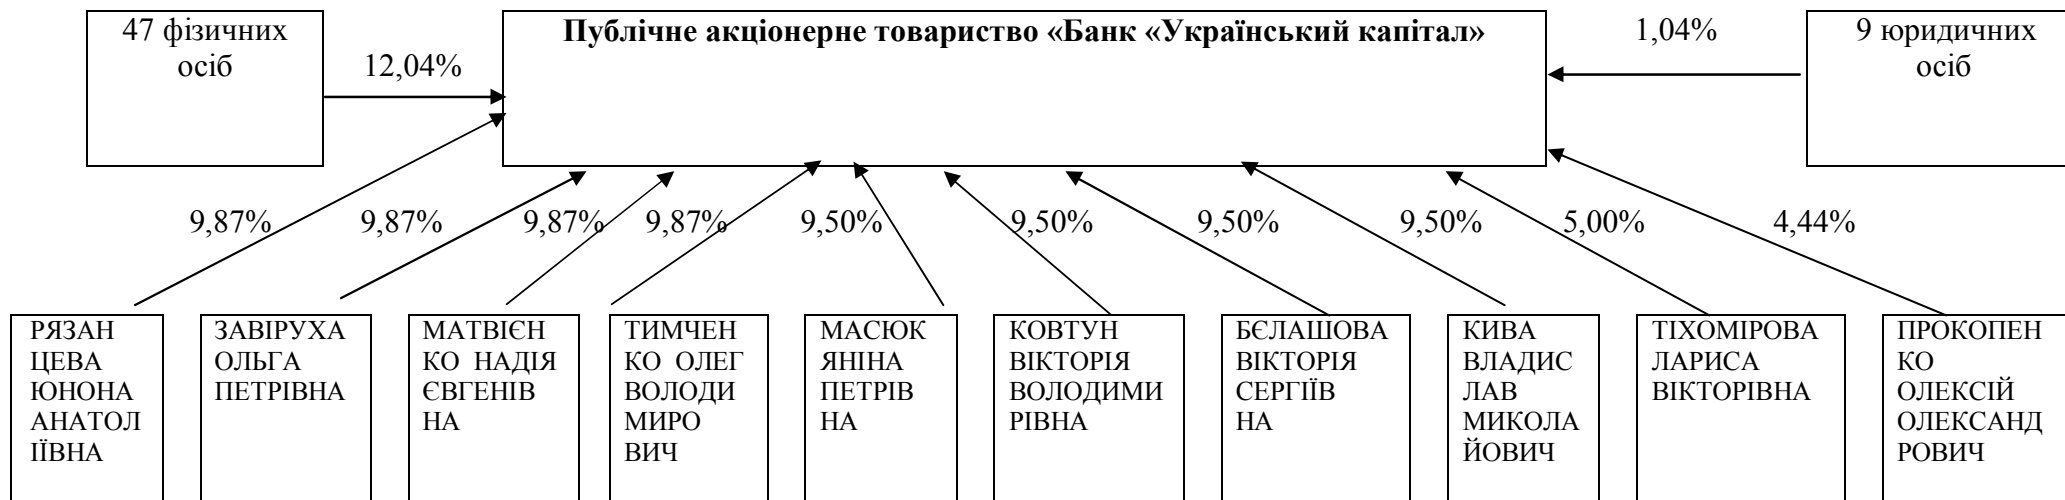 47 фізичних
осіб
12,04%
Публічне акціонерне товариство «Банк «Український капітал»
1,04%
9 юридичних
осіб
9,87%
9,87%
9,87%
9,87%
9,50%
9,50%
9,50%
9,50%
5,00%
4,44%
РЯЗАН
ЦЕВА
ЮНОНА
АНАТОЛ
ІЇВНА
ЗАВІРУХА
ОЛЬГА
ПЕТРІВНА
МАТВІЄН
КО НАДІЯ
ЄВГЕНІВ
НА
ТИМЧЕН
КО ОЛЕГ
ВОЛОДИ
МИРО
ВИЧ
МАСЮК
ЯНІНА
ПЕТРІВ
НА
КОВТУН
ВІКТОРІЯ
ВОЛОДИМИ
РІВНА
БЄЛАШОВА
ВІКТОРІЯ
СЕРГІЇВ
НА
КИВА
ВЛАДИС
ЛАВ
МИКОЛА
ЙОВИЧ
ТІХОМІРОВА
ЛАРИСА
ВІКТОРІВНА
ПРОКОПЕН
КО
ОЛЕКСІЙ
ОЛЕКСАНД
РОВИЧ